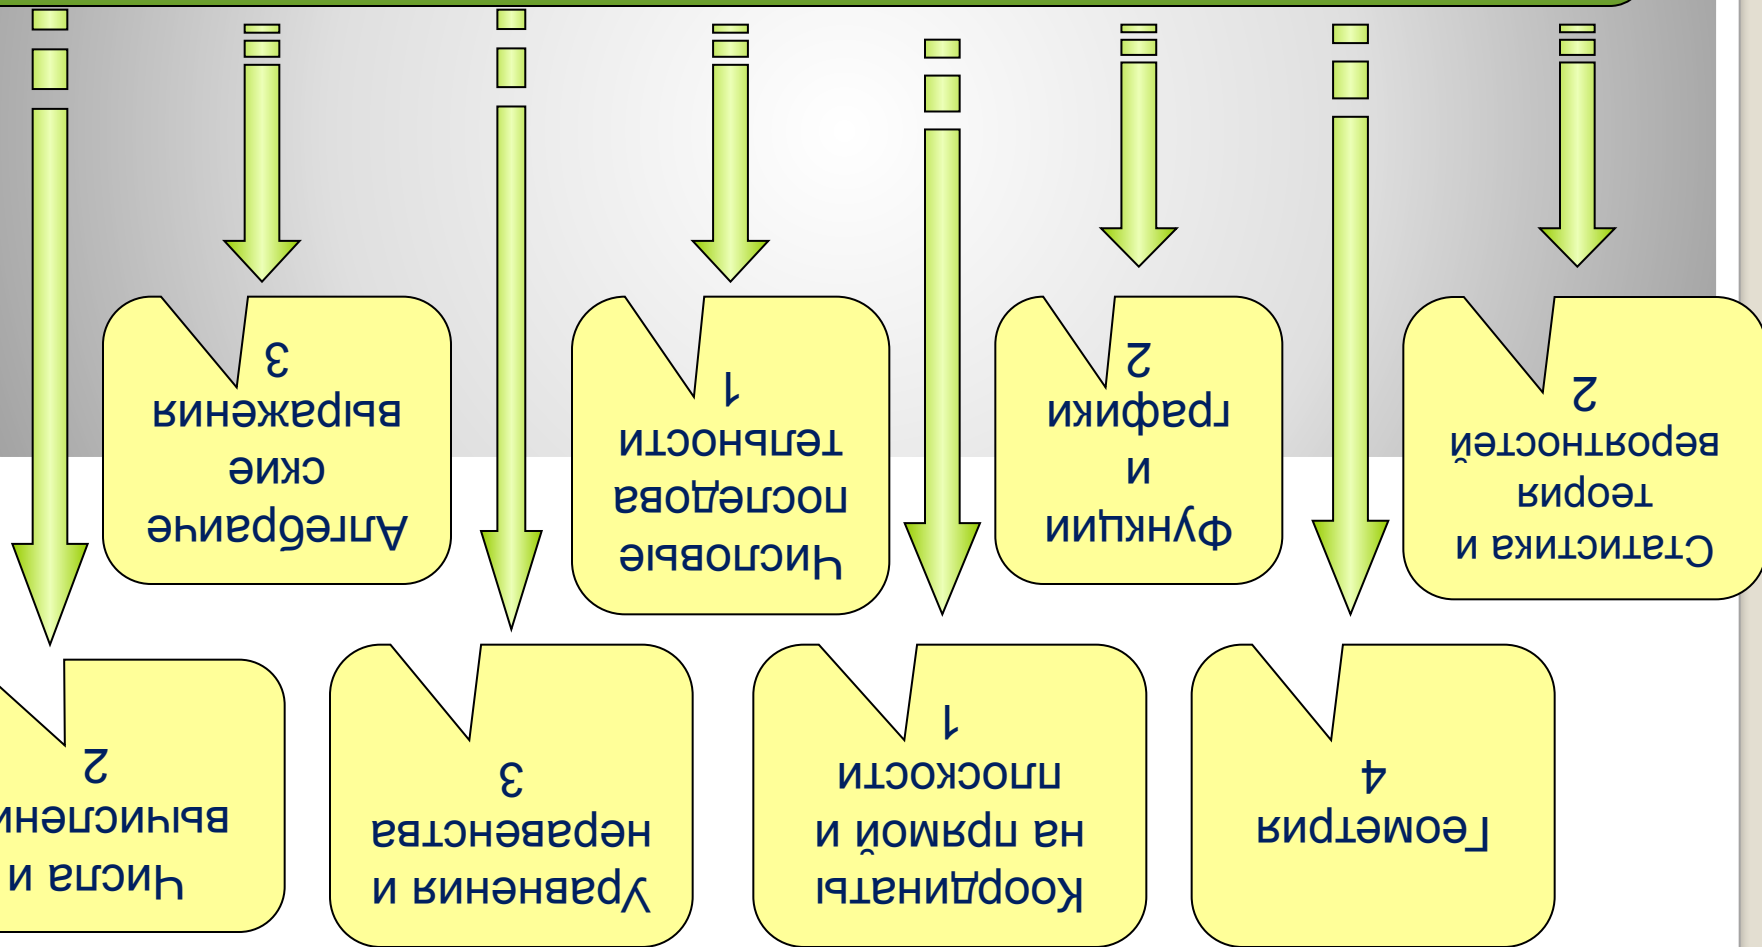 Геометрия
4
Координаты
на прямой и
плоскости
1
Уравнения и
неравенства
3
Числа и
вычислени
2
Статистика и
теория
вероятностей
2
Функции
и
графики
2
Числовые
последова
тельности
1
Алгебраиче
ские
выражения
3